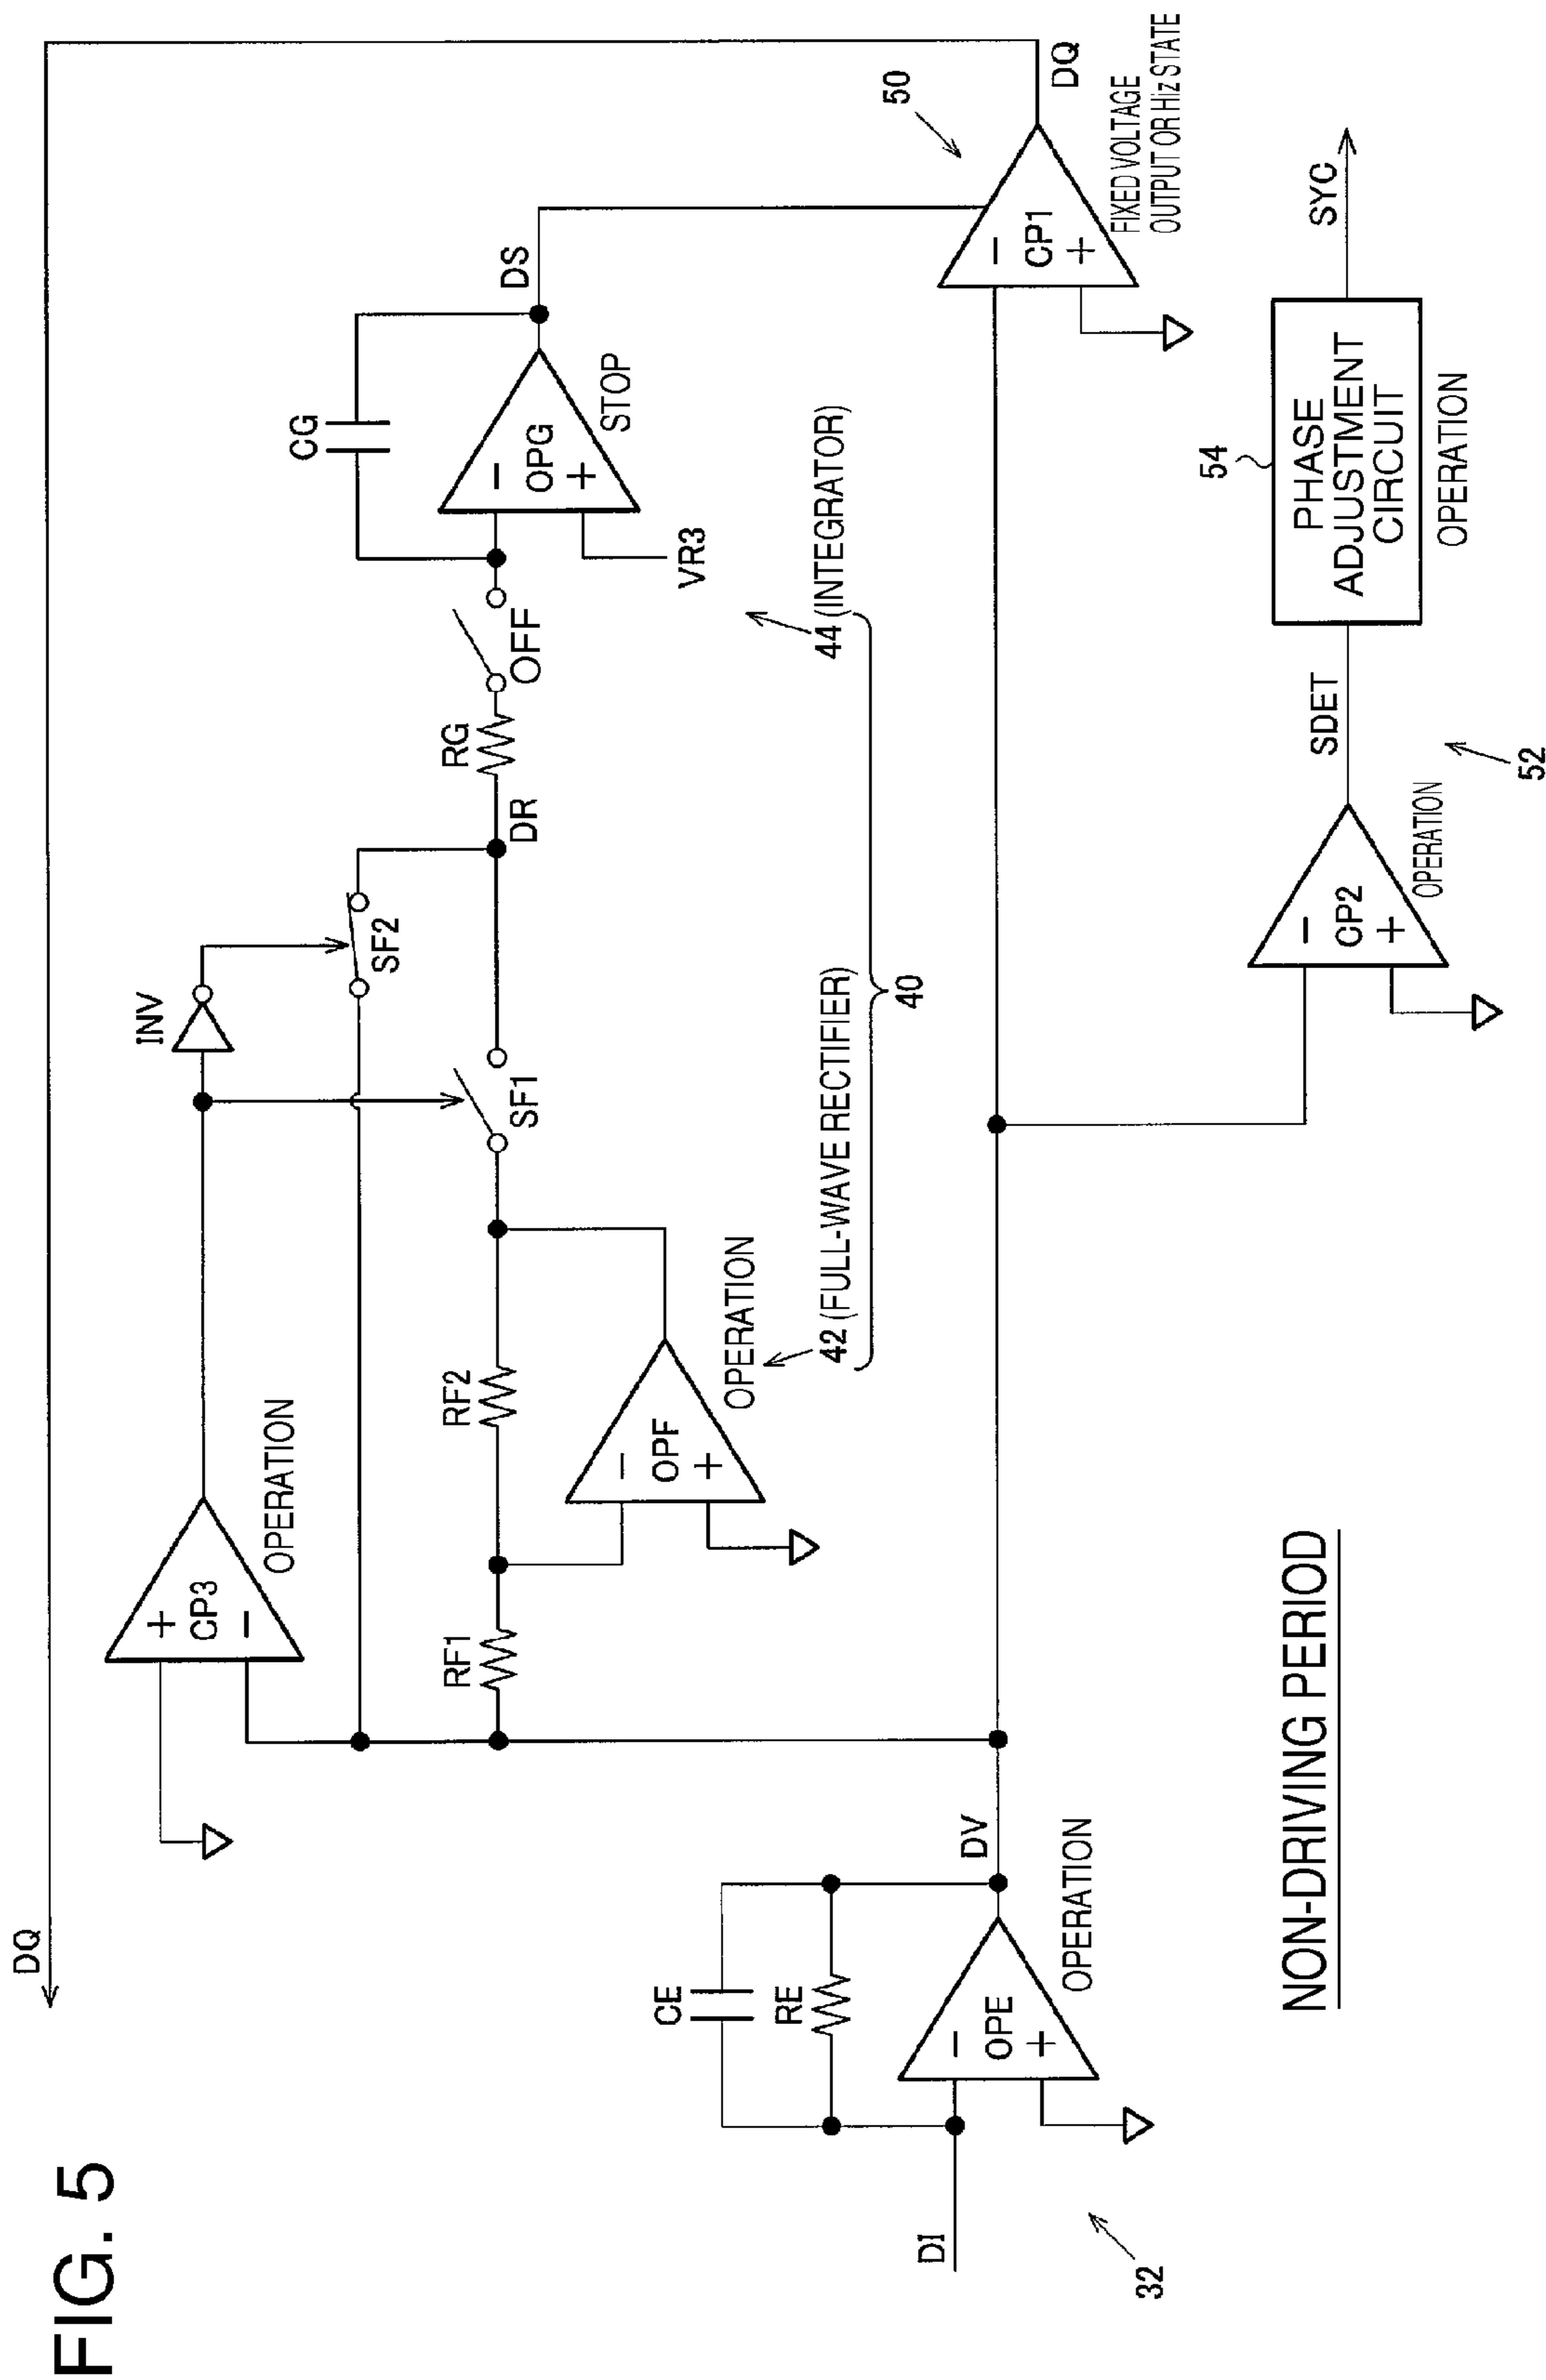 FIG. 5
DQ
CP3
+
−
OPERATION
INV
SF2
SF1
RF1
RF2
OPF
−
+
OPERATION
DR
RG
OFF
CG
−
OPG
+
STOP
VR3
DS
42 (FULL-WAVE RECTIFIER)
44 (INTEGRATOR)
40
50
−
CP1
+
DQ
FIXED VOLTAGE
OUTPUT OR Hiz STATE
CE
RE
DI
−
OPE
+
DV
OPERATION
32
−
CP2
+
OPERATION
52
SDET
54
PHASE
ADJUSTMENT
CIRCUIT
OPERATION
SYC
NON-DRIVING PERIOD